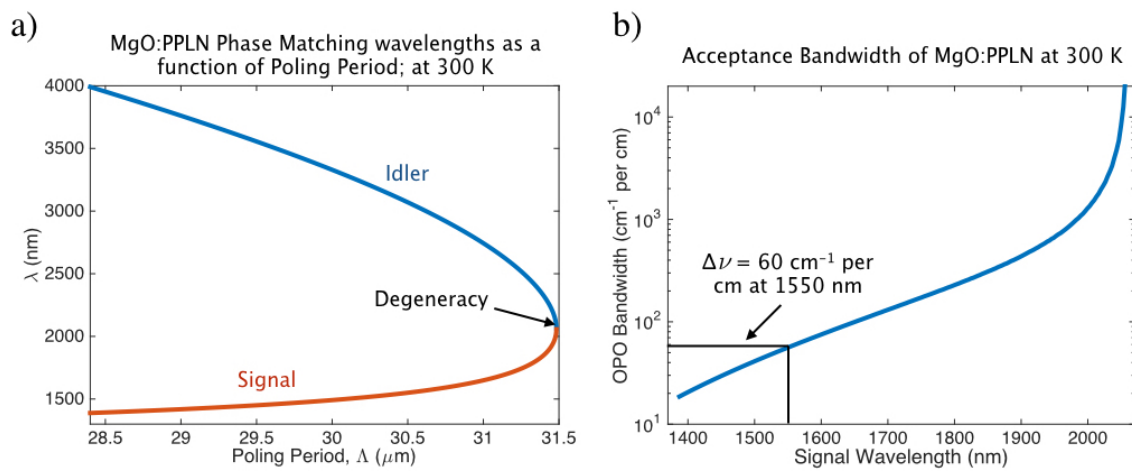 a)
MgO:PPLN Phase Matching wavelengths as a
function of Poling Period; at 300 K
4000
3500
3000
2500
2000
1500
λ (nm)
Idler
Degeneracy
Signal
28.5 29 29.5 30 30.5 31 31.5
Poling Period, Λ (μm)
b)
Acceptance Bandwidth of MgO:PPLN at 300 K
10⁴
10³
10²
10¹
OPO Bandwidth (cm⁻¹ per cm)
Δν = 60 cm⁻¹ per
cm at 1550 nm
1400 1500 1600 1700 1800 1900 2000
Signal Wavelength (nm)